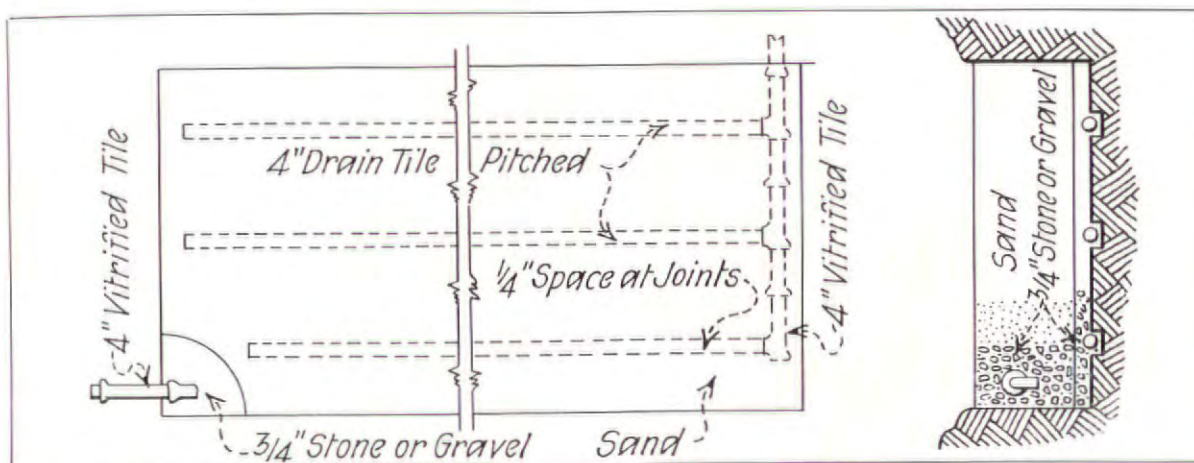 4" Vitrified Tile
4" Drain Tile Pitched
1/4" Space at Joints
4" Vitrified Tile
3/4" Stone or Gravel
Sand
Sand
3/4" Stone or Gravel